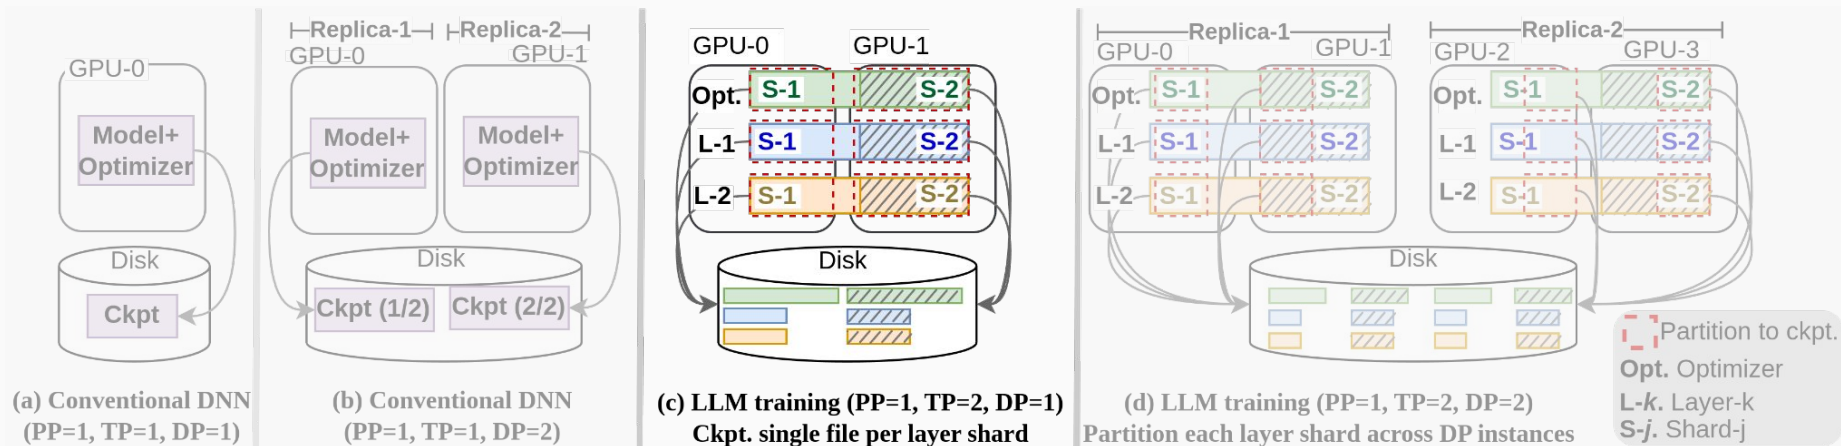 GPU-0
Model+
Optimizer
Disk
Ckpt
(a) Conventional DNN
(PP=1, TP=1, DP=1)
Replica-1
Replica-2
GPU-0
GPU-1
Model+
Optimizer
Model+
Optimizer
Disk
Ckpt (1/2)
Ckpt (2/2)
(b) Conventional DNN
(PP=1, TP=1, DP=2)
GPU-0
GPU-1
Opt.
S-1
S-2
L-1
S-1
S-2
L-2
S-1
S-2
Disk
(c) LLM training (PP=1, TP=2, DP=1)
Ckpt. single file per layer shard
Replica-1
Replica-2
GPU-0
GPU-1
GPU-2
GPU-3
Opt.
S-1
S-2
Opt.
S-1
S-2
L-1
S-1
S-2
L-1
S-1
S-2
L-2
S-1
S-2
L-2
S-1
S-2
Disk
(d) LLM training (PP=1, TP=2, DP=2)
Partition each layer shard across DP instances
Partition to ckpt.
Opt. Optimizer
L-k. Layer-k
S-j. Shard-j